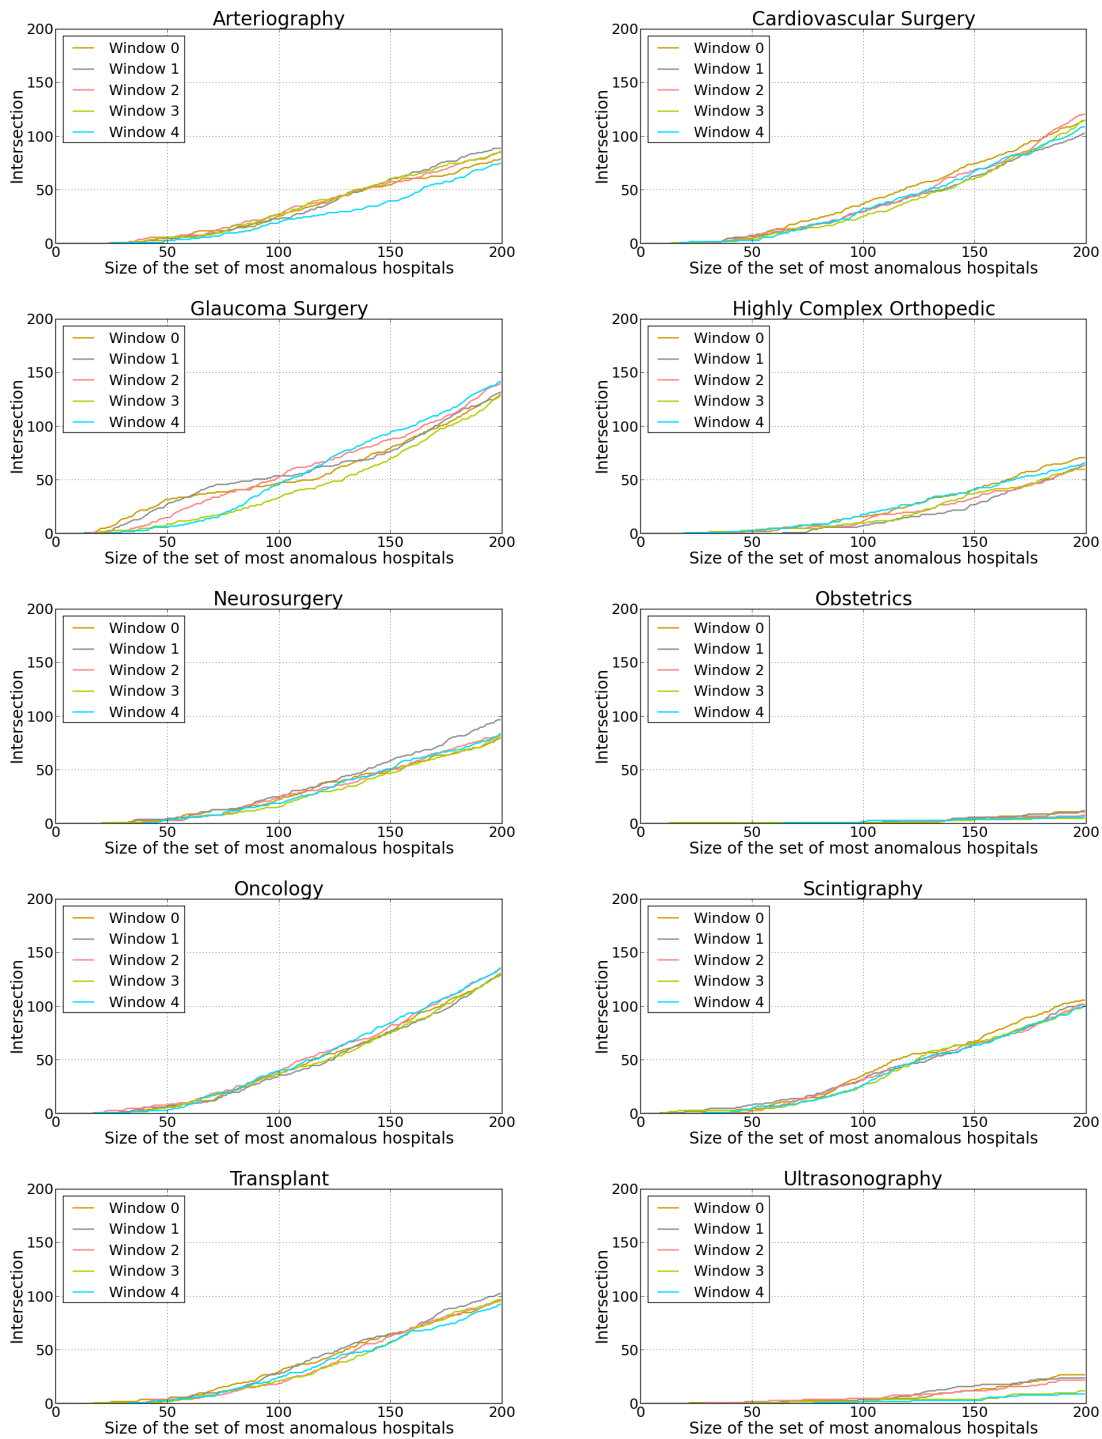 Arteriography
200
150
100
50
0
Intersection
Window 0
Window 1
Window 2
Window 3
Window 4
0 50 100 150 200
Size of the set of most anomalous hospitals
Cardiovascular Surgery
200
150
100
50
0
Intersection
Window 0
Window 1
Window 2
Window 3
Window 4
0 50 100 150 200
Size of the set of most anomalous hospitals
Glaucoma Surgery
200
150
100
50
0
Intersection
Window 0
Window 1
Window 2
Window 3
Window 4
0 50 100 150 200
Size of the set of most anomalous hospitals
Highly Complex Orthopedic
200
150
100
50
0
Intersection
Window 0
Window 1
Window 2
Window 3
Window 4
0 50 100 150 200
Size of the set of most anomalous hospitals
Neurosurgery
200
150
100
50
0
Intersection
Window 0
Window 1
Window 2
Window 3
Window 4
0 50 100 150 200
Size of the set of most anomalous hospitals
Obstetrics
200
150
100
50
0
Intersection
Window 0
Window 1
Window 2
Window 3
Window 4
0 50 100 150 200
Size of the set of most anomalous hospitals
Oncology
200
150
100
50
0
Intersection
Window 0
Window 1
Window 2
Window 3
Window 4
0 50 100 150 200
Size of the set of most anomalous hospitals
Scintigraphy
200
150
100
50
0
Intersection
Window 0
Window 1
Window 2
Window 3
Window 4
0 50 100 150 200
Size of the set of most anomalous hospitals
Transplant
200
150
100
50
0
Intersection
Window 0
Window 1
Window 2
Window 3
Window 4
0 50 100 150 200
Size of the set of most anomalous hospitals
Ultrasonography
200
150
100
50
0
Intersection
Window 0
Window 1
Window 2
Window 3
Window 4
0 50 100 150 200
Size of the set of most anomalous hospitals